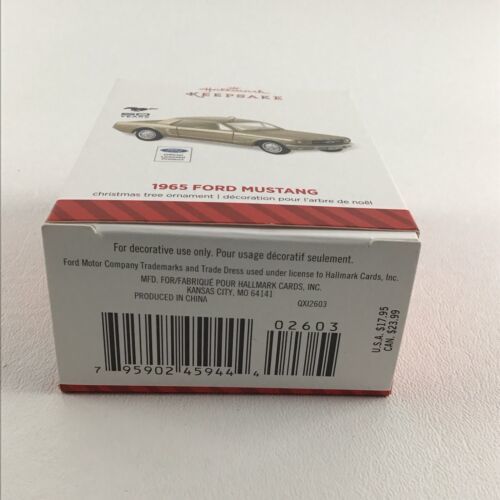 Hallmark
KEEPSAKE
50
YEARS
Ford
1965 FORD MUSTANG
christmas tree ornament | décoration pour l'arbre de noël
For decorative use only. Pour usage décoratif seulement.
Ford Motor Company Trademarks and Trade Dress used under license to Hallmark Cards, Inc.
MFD. FOR/FABRIQUÉ POUR HALLMARK CARDS, INC.
KANSAS CITY, MO 64141
PRODUCED IN CHINA
QXI2603
02603
7 95902 45944 4
U.S.A. $17.95
CAN. $23.99